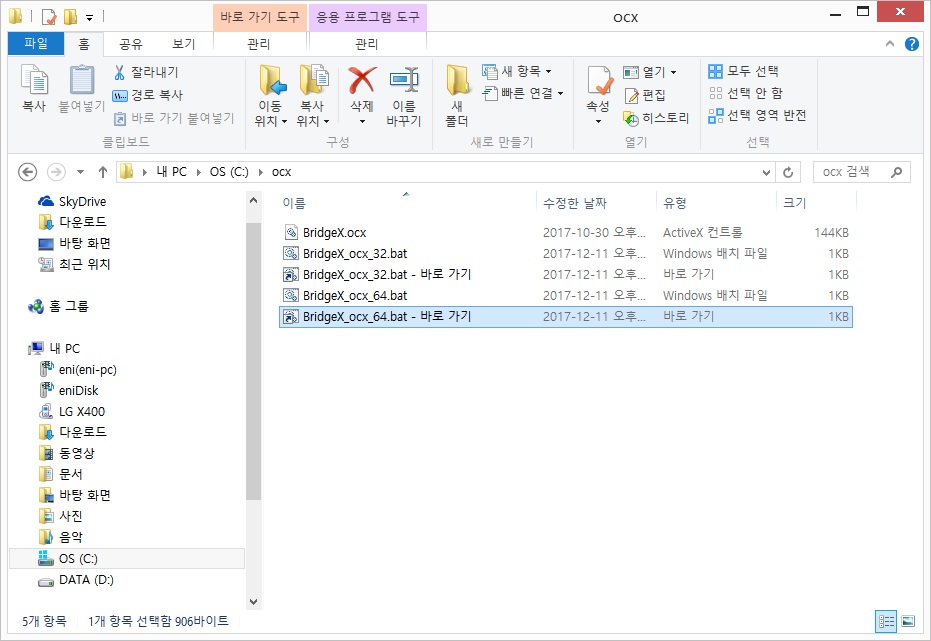 바로 가기 도구 응용 프로그램 도구 ocx
파일 홈 공유 보기 관리 관리
복사 붙여넣기 잘라내기 경로 복사 바로 가기 붙여넣기
클립보드
이동 위치 복사 위치 삭제 이름 바꾸기
구성
새 폴더 새 항목 빠른 연결
새로 만들기
속성 열기 편집 히스토리
열기
모두 선택 선택 안 함 선택 영역 반전
선택
내 PC OS (C:) ocx ocx 검색
SkyDrive
다운로드
바탕 화면
최근 위치
홈 그룹
내 PC
eni(eni-pc)
eniDisk
LG X400
다운로드
동영상
문서
바탕 화면
사진
음악
OS (C:)
DATA (D:)
이름 수정한 날짜 유형 크기
BridgeX.ocx 2017-10-30 오후... ActiveX 컨트롤 144KB
BridgeX_ocx_32.bat 2017-12-11 오후... Windows 배치 파일 1KB
BridgeX_ocx_32.bat - 바로 가기 2017-12-11 오후... 바로 가기 1KB
BridgeX_ocx_64.bat 2017-12-11 오후... Windows 배치 파일 1KB
BridgeX_ocx_64.bat - 바로 가기 2017-12-11 오후... 바로 가기 1KB
5개 항목 1개 항목 선택함 906바이트